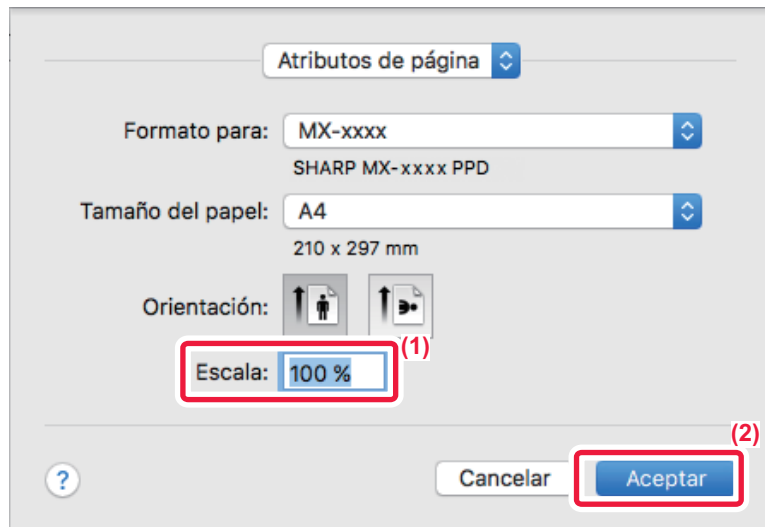 Atributos de página
Formato para: MX-xxxx
SHARP MX-xxxx PPD
Tamaño del papel: A4
210 x 297 mm
Orientación:
(1)
Escala: 100 %
(2)
? Cancelar Aceptar